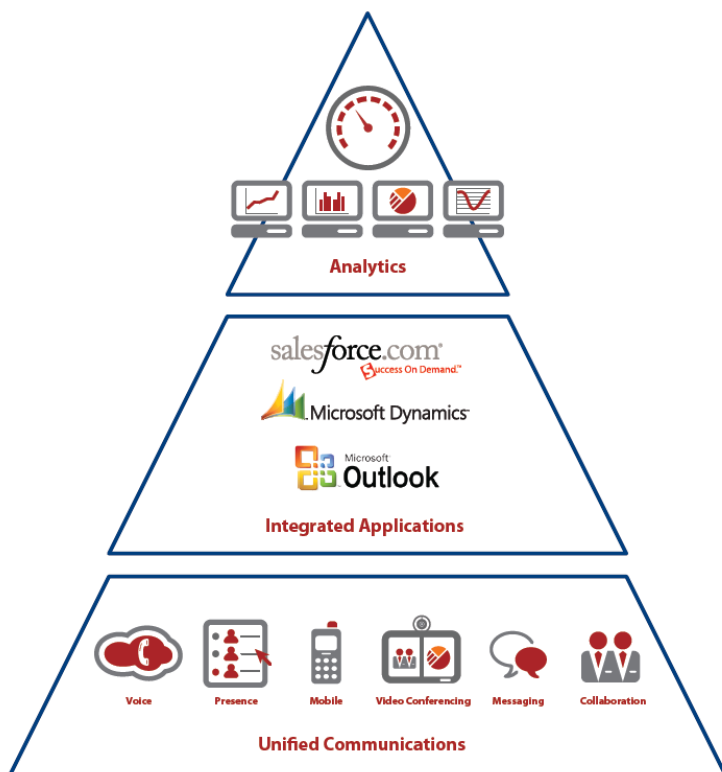 Analytics
salesforce.com®
Success On Demand.™
Microsoft Dynamics™
Microsoft®
Outlook
Integrated Applications
Voice Presence Mobile Video Conferencing Messaging Collaboration
Unified Communications